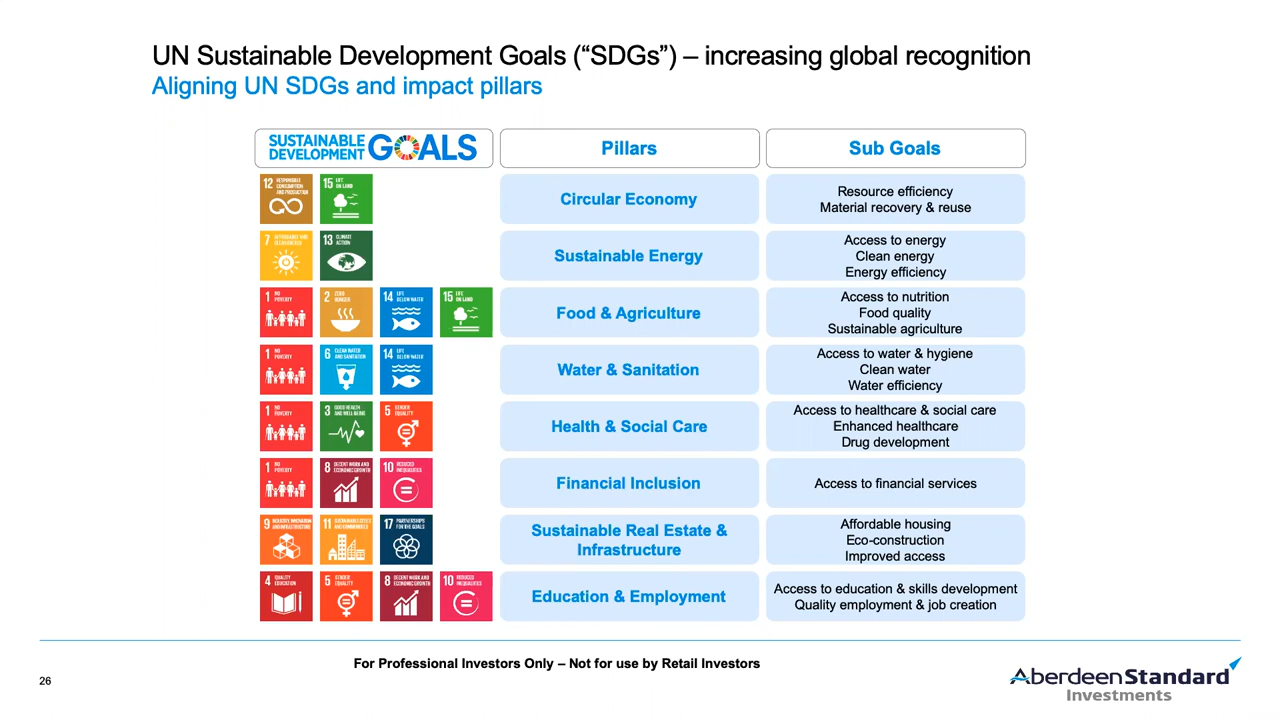 UN Sustainable Development Goals (“SDGs”) – increasing global recognition
Aligning UN SDGs and impact pillars
SUSTAINABLE DEVELOPMENT GOALS
Pillars
Sub Goals
12 RESPONSIBLE CONSUMPTION AND PRODUCTION
15 LIFE ON LAND
Circular Economy
Resource efficiency
Material recovery & reuse
7 AFFORDABLE AND CLEAN ENERGY
13 CLIMATE ACTION
Sustainable Energy
Access to energy
Clean energy
Energy efficiency
1 NO POVERTY
2 ZERO HUNGER
14 LIFE BELOW WATER
15 LIFE ON LAND
Food & Agriculture
Access to nutrition
Food quality
Sustainable agriculture
1 NO POVERTY
6 CLEAN WATER AND SANITATION
14 LIFE BELOW WATER
Water & Sanitation
Access to water & hygiene
Clean water
Water efficiency
1 NO POVERTY
3 GOOD HEALTH AND WELL-BEING
5 GENDER EQUALITY
Health & Social Care
Access to healthcare & social care
Enhanced healthcare
Drug development
1 NO POVERTY
8 DECENT WORK AND ECONOMIC GROWTH
10 REDUCED INEQUALITIES
Financial Inclusion
Access to financial services
9 INDUSTRY, INNOVATION AND INFRASTRUCTURE
11 SUSTAINABLE CITIES AND COMMUNITIES
17 PARTNERSHIPS FOR THE GOALS
Sustainable Real Estate &
Infrastructure
Affordable housing
Eco-construction
Improved access
4 QUALITY EDUCATION
5 GENDER EQUALITY
8 DECENT WORK AND ECONOMIC GROWTH
10 REDUCED INEQUALITIES
Education & Employment
Access to education & skills development
Quality employment & job creation
For Professional Investors Only – Not for use by Retail Investors
26
AberdeenStandard
Investments